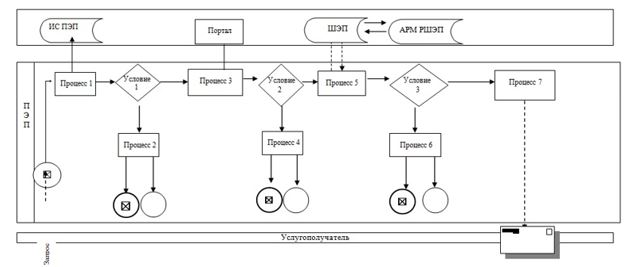 ИС ПЭП
Портал
ШЭП
АРМ РШЭП
Процесс 1
Условие
1
Процесс 3
Условие
2
Процесс 5
Условие
3
Процесс 7
П
Э
П
Процесс 2
Процесс 4
Процесс 6
Услугополучатель
Запрос